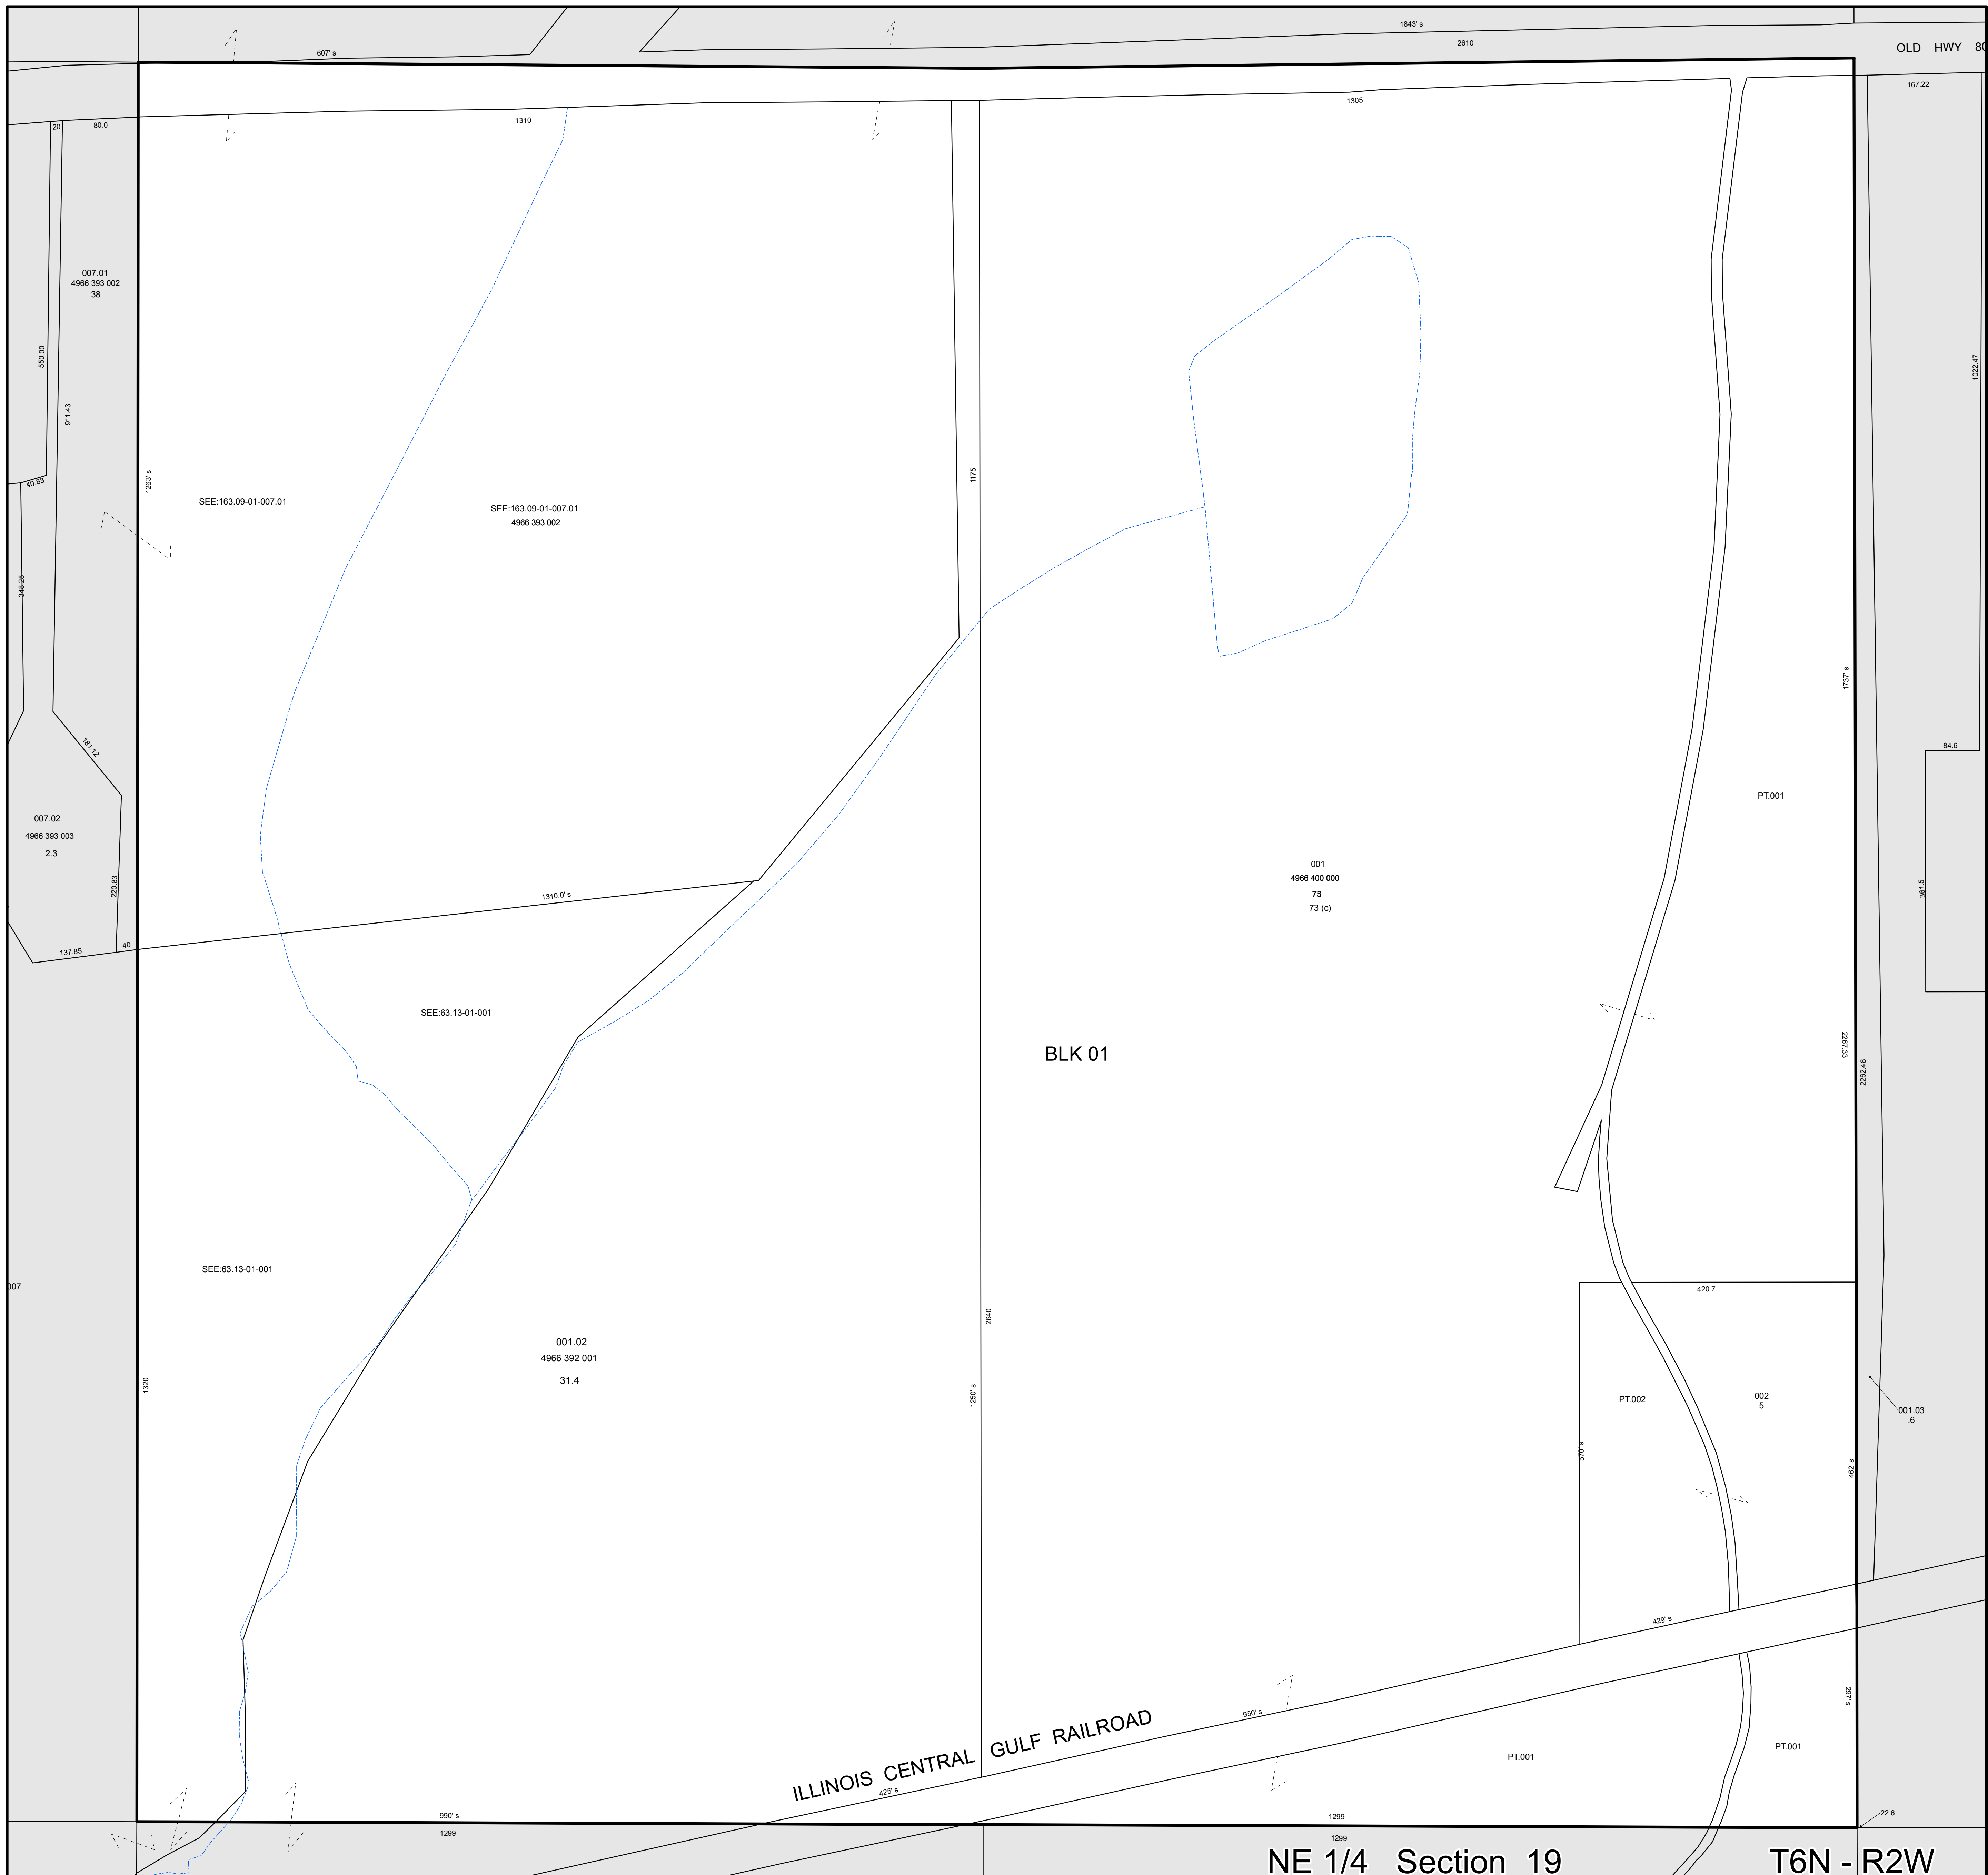 1843' s
2610
OLD HWY 80
607' s
167.22
1305
1310
20
80.0
007.01
4966 393 002
38
550.00
1022.47
911.43
1263' s
1175
40.83
SEE:163.09-01-007.01
SEE:163.09-01-007.01
4966 393 002
348.25
1737' s
181.12
84.6
PT.001
007.02
4966 393 003
2.3
001
4966 400 000
73 (c)
220.83
361.5
1310.0' s
137.85
40
SEE:63.13-01-001
BLK 01
2267.33
2262.48
SEE:63.13-01-001
007
420.7
2640
001.02
4966 392 001
31.4
1320
1250' s
PT.002
002
5
001.03
.6
570' s
462' s
429' s
297' s
950' s
ILLINOIS CENTRAL GULF RAILROAD
PT.001
PT.001
425' s
990' s
1299
22.6
1299
1299
NE 1/4 Section 19
T6N - R2W